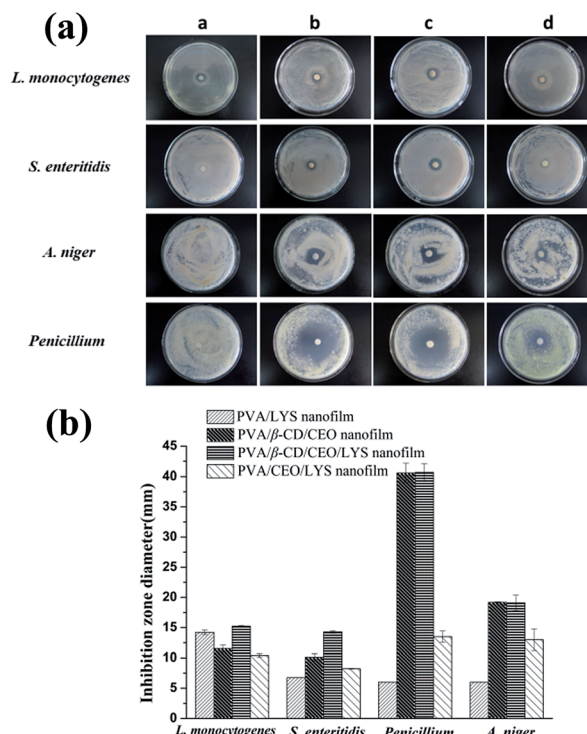 (a)
a b c d
L. monocytogenes
S. enteritidis
A. niger
Penicillium
(b)
PVA/LYS nanofilm
PVA/β-CD/CEO nanofilm
PVA/β-CD/CEO/LYS nanofilm
PVA/CEO/LYS nanofilm
Inhibition zone diameter(mm)
45
40
35
30
25
20
15
10
5
0
L. monocytogenes S. enteritidis Penicillium A. niger